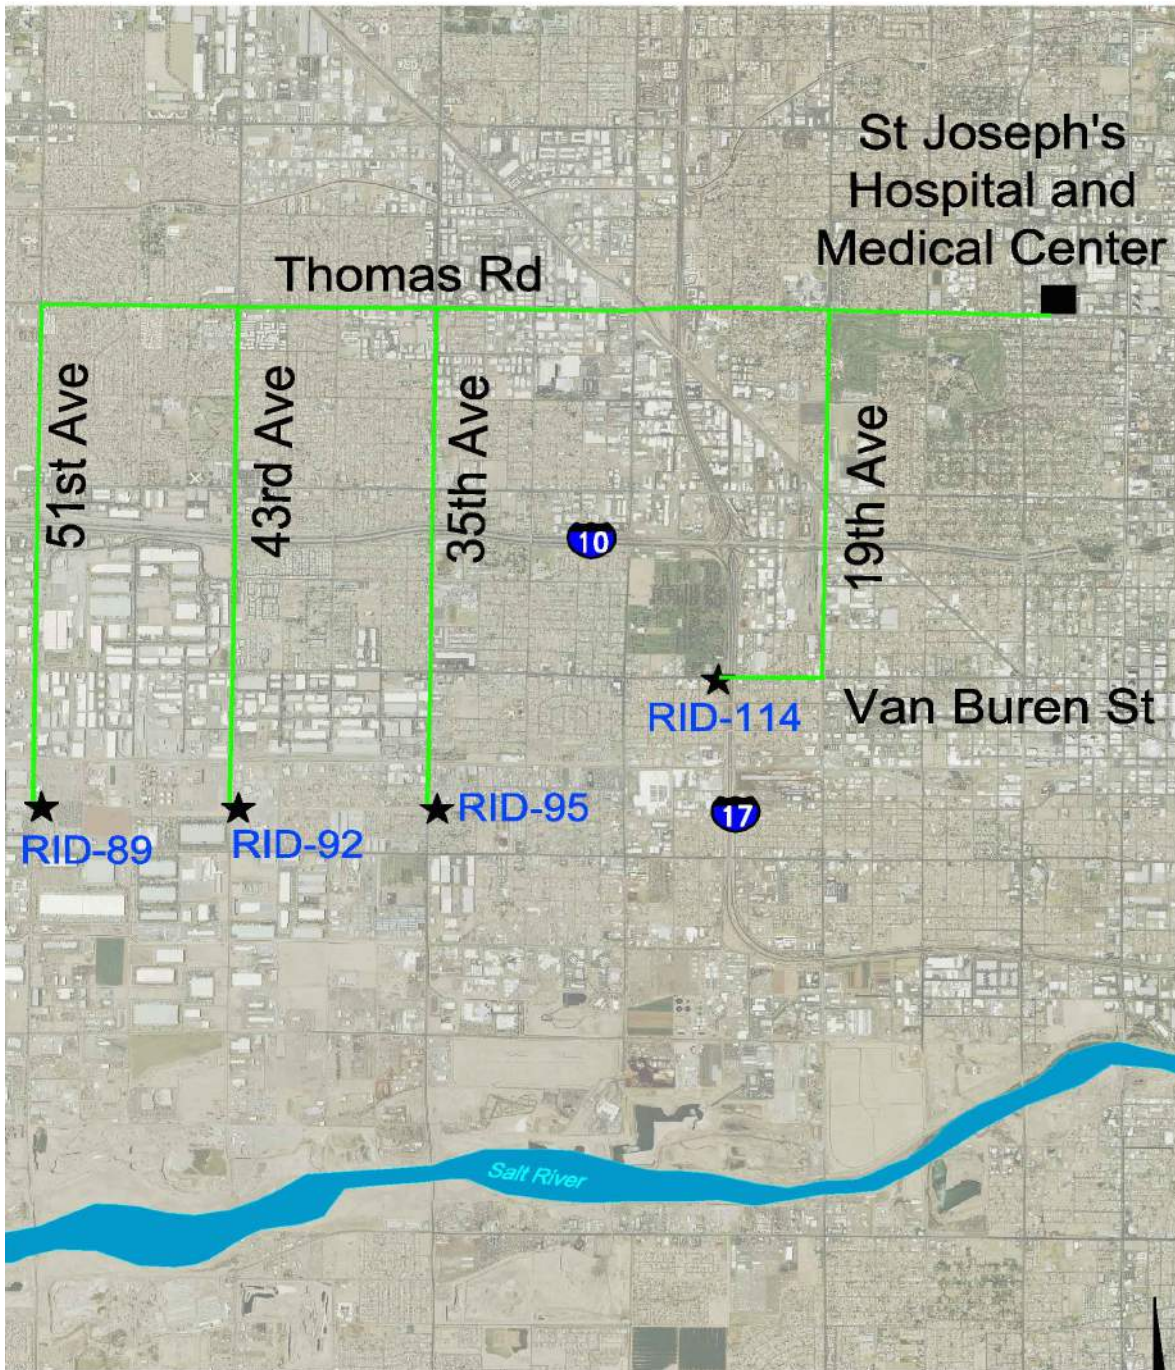 St Joseph's
Hospital and
Medical Center
Thomas Rd
51st Ave
43rd Ave
35th Ave
19th Ave
10
RID-114
Van Buren St
RID-89
RID-92
RID-95
17
Salt River